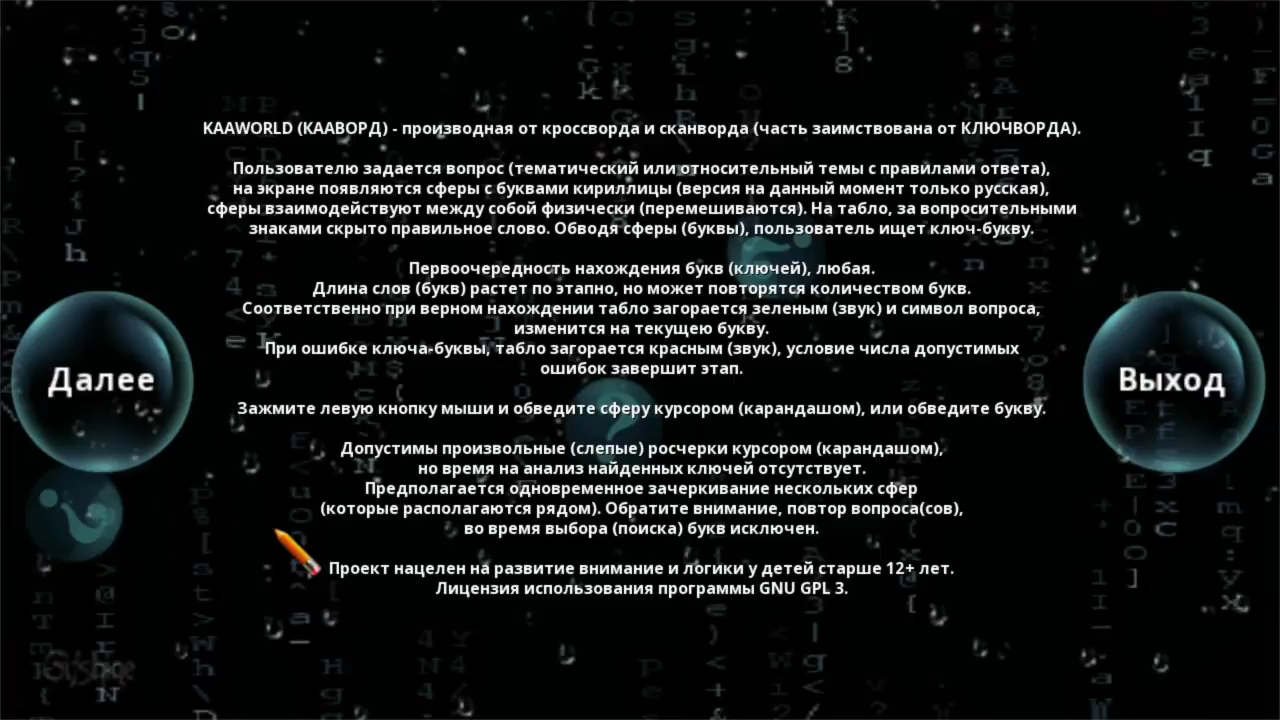 KAAWORLD (КААВОРД) - производная от кроссворда и сканворда (часть заимствована от КЛЮЧВОРДА).
Пользователю задается вопрос (тематический или относительный темы с правилами ответа),
на экране появляются сферы с буквами кириллицы (версия на данный момент только русская),
сферы взаимодействуют между собой физически (перемешиваются). На табло, за вопросительными
знаками скрыто правильное слово. Обводя сферы (буквы), пользователь ищет ключ-букву.
Первоочередность нахождения букв (ключей), любая.
Длина слов (букв) растет по этапно, но может повторятся количеством букв.
Соответственно при верном нахождении табло загорается зеленым (звук) и символ вопроса,
изменится на текущею букву.
При ошибке ключа-буквы, табло загорается красным (звук), условие числа допустимых
ошибок завершит этап.
Далее
Выход
Зажмите левую кнопку мыши и обведите сферу курсором (карандашом), или обведите букву.
Допустимы произвольные (слепые) росчерки курсором (карандашом),
но время на анализ найденных ключей отсутствует.
Предполагается одновременное зачеркивание нескольких сфер
(которые располагаются рядом). Обратите внимание, повтор вопроса(сов),
во время выбора (поиска) букв исключен.
Проект нацелен на развитие внимание и логики у детей старше 12+ лет.
Лицензия использования программы GNU GPL 3.